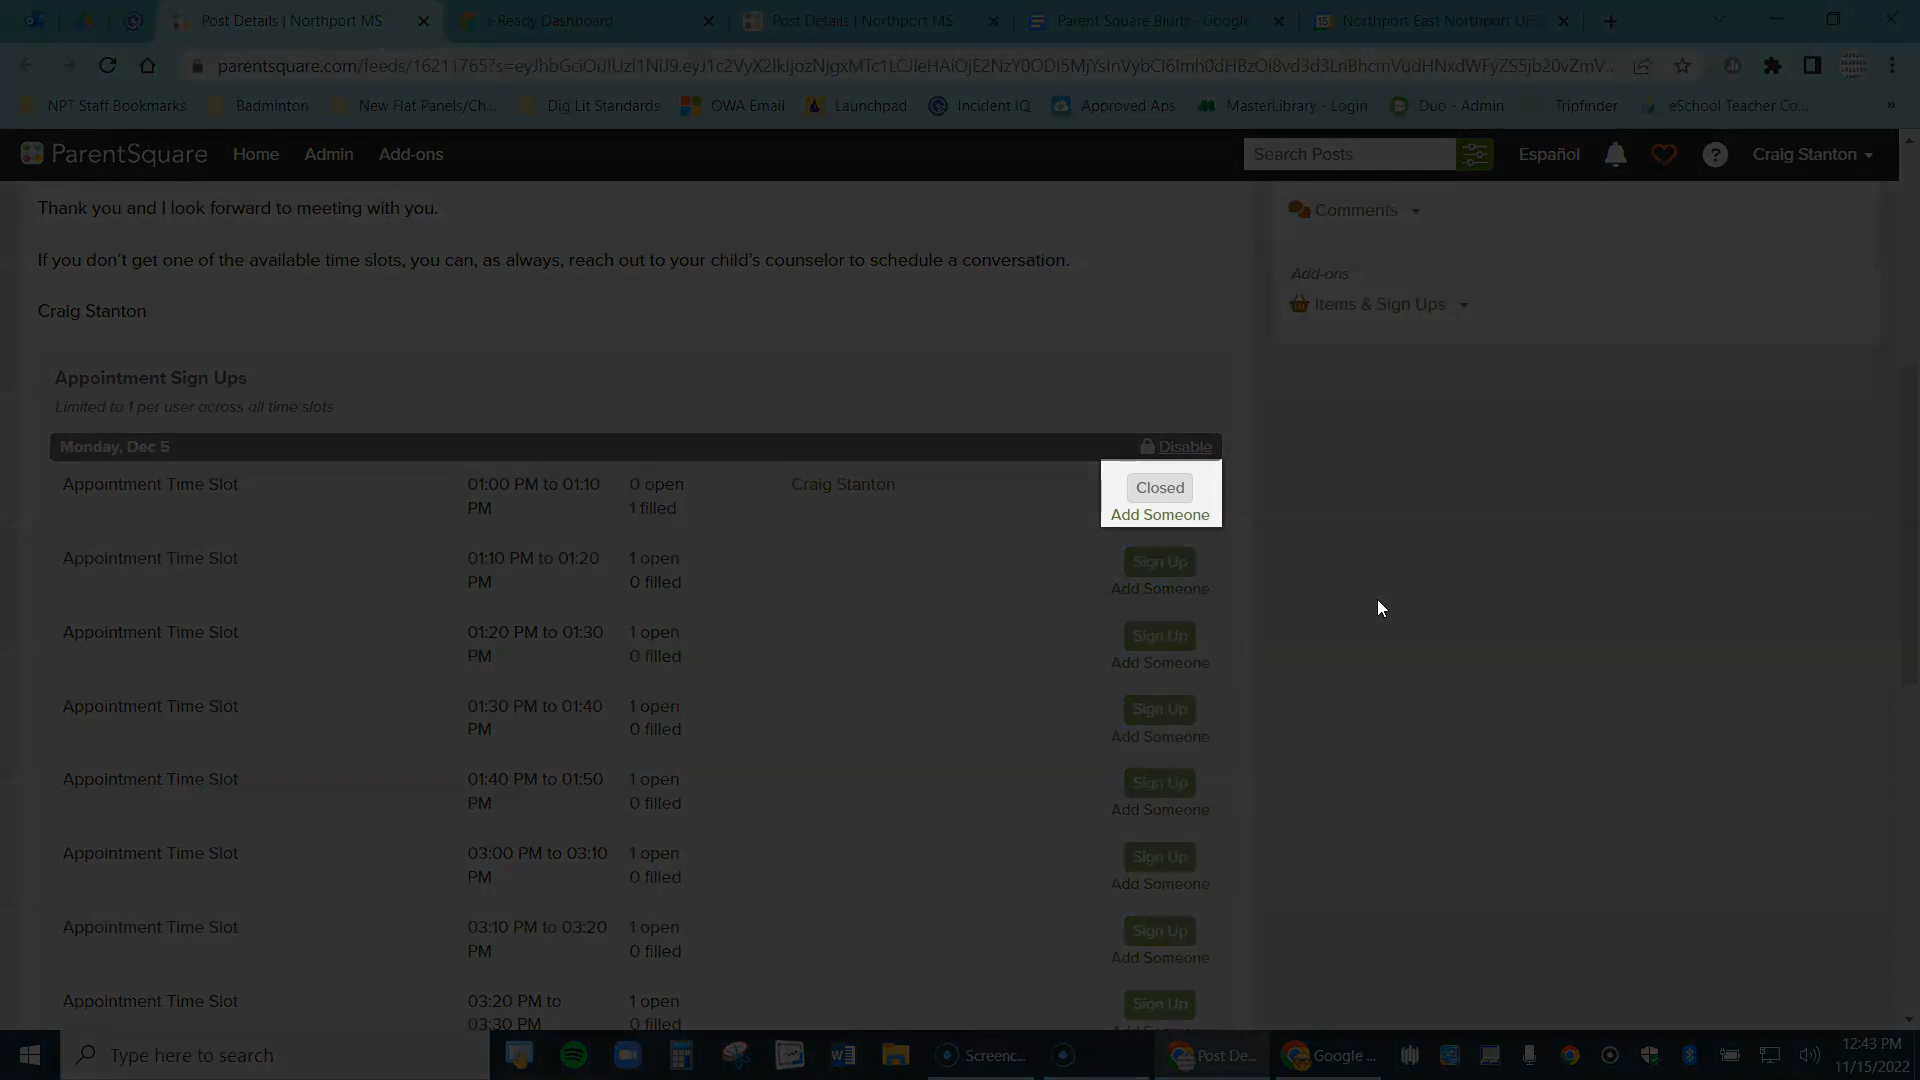 Post Details | Northport MS
i-Ready Dashboard
Post Details | Northport MS
Parent Square Blurb - Google
Northport East Northport UF
NPT Staff Bookmarks
Badminton
New Flat Panels/Ch...
Dig Lit Standards
OWA Email
Launchpad
Incident IQ
Approved Aps
MasterLibrary - Login
Duo - Admin
Tripfinder
eSchool Teacher Co...
»
ParentSquare Home Admin Add-ons
Search Posts
Español
Craig Stanton
Thank you and I look forward to meeting with you.
Comments
If you don't get one of the available time slots, you can, as always, reach out to your child's counselor to schedule a conversation.
Add-ons
Items & Sign Ups
Craig Stanton
Appointment Sign Ups
Limited to 1 per user across all time slots
Monday, Dec 5 Disable
Appointment Time Slot 01:00 PM to 01:10 0 open Craig Stanton Closed
PM 1 filled Add Someone
Appointment Time Slot 01:10 PM to 01:20 1 open Sign Up
PM 0 filled Add Someone
Appointment Time Slot 01:20 PM to 01:30 1 open Sign Up
PM 0 filled Add Someone
Appointment Time Slot 01:30 PM to 01:40 1 open Sign Up
PM 0 filled Add Someone
Appointment Time Slot 01:40 PM to 01:50 1 open Sign Up
PM 0 filled Add Someone
Appointment Time Slot 03:00 PM to 03:10 1 open Sign Up
PM 0 filled Add Someone
Appointment Time Slot 03:10 PM to 03:20 1 open Sign Up
PM 0 filled Add Someone
Appointment Time Slot 03:20 PM to 1 open Sign Up
03:30 PM 0 filled
Type here to search
Screenc...
Post De...
Google ...
12:43 PM
11/15/2022